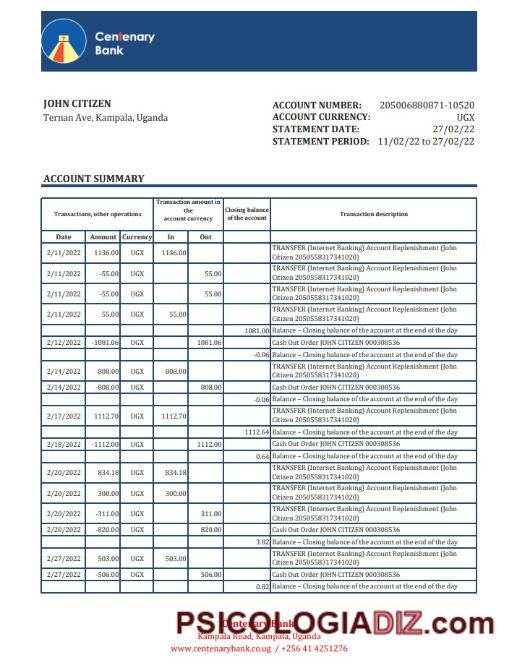 Centenary
Bank
JOHN CITIZEN
Ternan Ave, Kampala, Uganda
ACCOUNT NUMBER: 205006880871-10520
ACCOUNT CURRENCY: UGX
STATEMENT DATE: 27/02/22
STATEMENT PERIOD: 11/02/22 to 27/02/22
ACCOUNT SUMMARY
Transactions, other operations
Transaction amount in
the
account currency
Closing balance
of the account
Transaction description
Date Amount Currency In Out
2/11/2022 1136.00 UGX 1136.00 TRANSFER (Internet Banking) Account Replenishment (John
Citizen 2050558317341020)
2/11/2022 -55.00 UGX 55.00 TRANSFER (Internet Banking) Account Replenishment (John
Citizen 2050558317341020)
2/11/2022 -55.00 UGX 55.00 TRANSFER (Internet Banking) Account Replenishment (John
Citizen 2050558317341020)
2/11/2022 55.00 UGX 55.00 TRANSFER (Internet Banking) Account Replenishment (John
Citizen 2050558317341020)
1081.00 Balance – Closing balance of the account at the end of the day
2/12/2022 -1081.06 UGX 1081.06 Cash Out Order JOHN CITIZEN 000308536
-0.06 Balance – Closing balance of the account at the end of the day
2/14/2022 808.00 UGX 808.00 TRANSFER (Internet Banking) Account Replenishment (John
Citizen 2050558317341020)
2/14/2022 -808.00 UGX 808.00 Cash Out Order JOHN CITIZEN 000308536
-0.06 Balance – Closing balance of the account at the end of the day
2/17/2022 1112.70 UGX 1112.70 TRANSFER (Internet Banking) Account Replenishment (John
Citizen 2050558317341020)
1112.64 Balance – Closing balance of the account at the end of the day
2/18/2022 -1112.00 UGX 1112.00 Cash Out Order JOHN CITIZEN 000308536
0.64 Balance – Closing balance of the account at the end of the day
2/20/2022 834.18 UGX 834.18 TRANSFER (Internet Banking) Account Replenishment (John
Citizen 2050558317341020)
2/20/2022 300.00 UGX 300.00 TRANSFER (Internet Banking) Account Replenishment (John
Citizen 2050558317341020)
2/20/2022 -311.00 UGX 311.00 TRANSFER (Internet Banking) Account Replenishment (John
Citizen 2050558317341020)
2/20/2022 -820.00 UGX 820.00 Cash Out Order JOHN CITIZEN 000308536
3.82 Balance – Closing balance of the account at the end of the day
2/27/2022 503.00 UGX 503.00 TRANSFER (Internet Banking) Account Replenishment (John
Citizen 2050558317341020)
2/27/2022 -506.00 UGX 506.00 Cash Out Order JOHN CITIZEN 000308536
0.82 Balance – Closing balance of the account at the end of the day
Centenary Bank
PSICOLOGIADIZ.com
Kampala Road, Kampala, Uganda
www.centenarybank.co.ug / +256 41 4251276